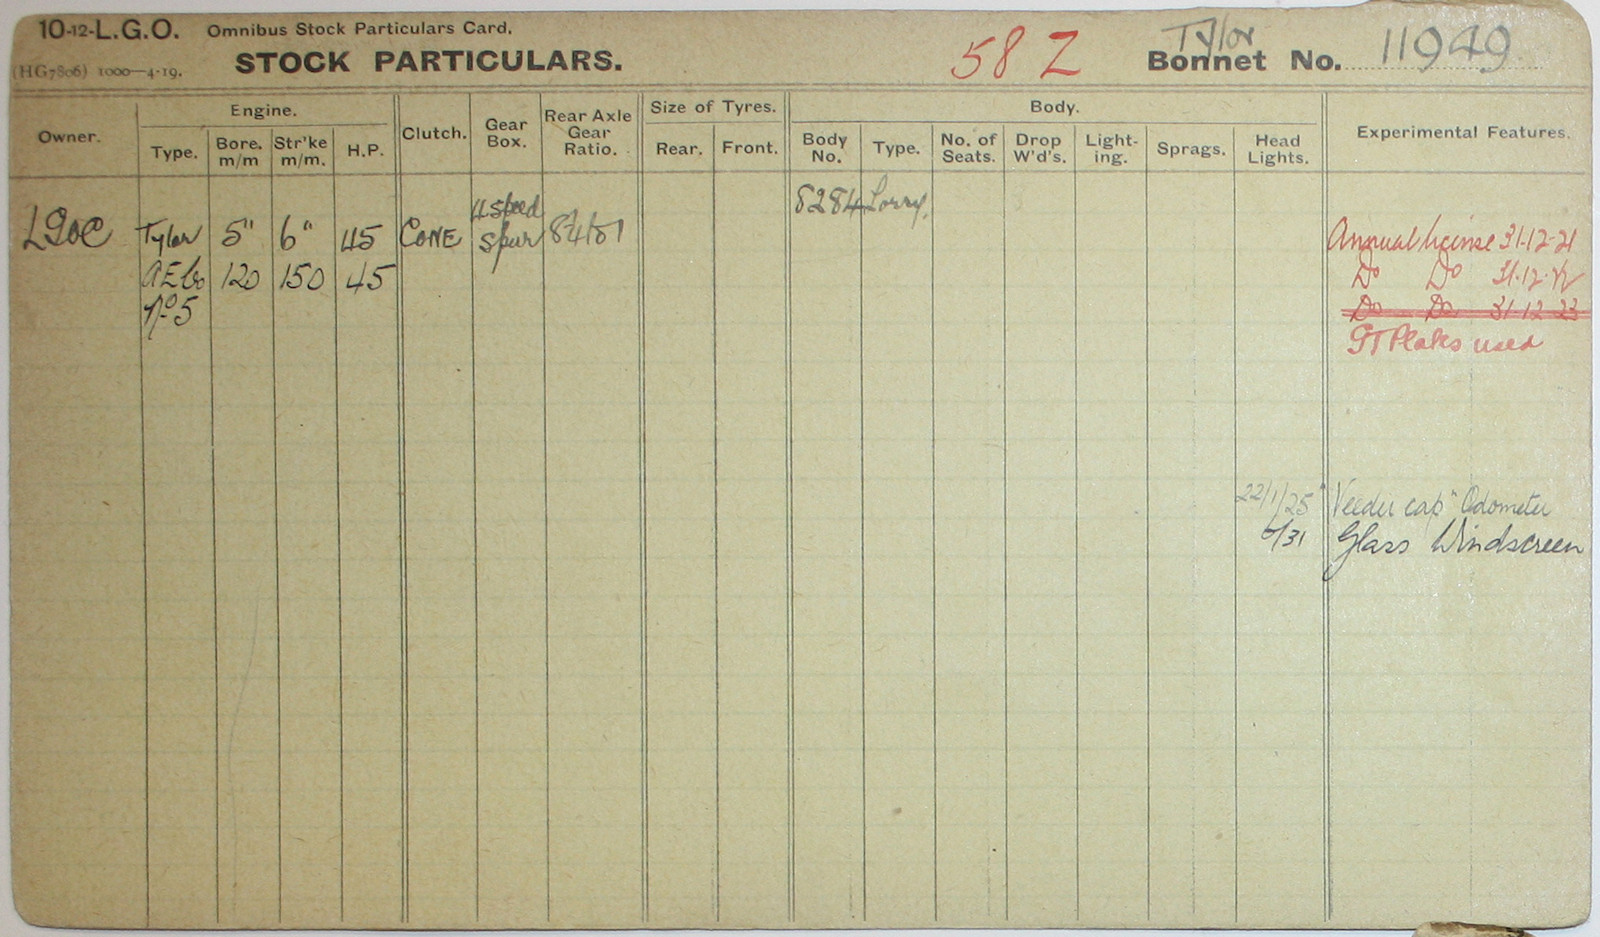 10-12-L.G.O. Omnibus Stock Particulars Card.
(HG7806) 1000—4-19.
STOCK PARTICULARS.
58 Z
Tylor
Bonnet No. 11949
Owner.
Engine.
Type.
Bore. m/m
Str'ke m/m.
H.P.
Clutch.
Gear Box.
Rear Axle Gear Ratio.
Size of Tyres.
Rear.
Front.
Body.
Body No.
Type.
No. of Seats.
Drop W'd's.
Light-ing.
Sprags.
Head Lights.
Experimental Features.
8284 Lorry.
LGOC Tylor 5" 6" 45 CONE 4 speed spur
AEC 120 150 45
No 5
Annual license 31-12-21
Do Do 31-12-22
Do Do 31-12-23
GT Plates used
22/1/25 "Veeder cap" Odometer
6/31 Glass Windscreen